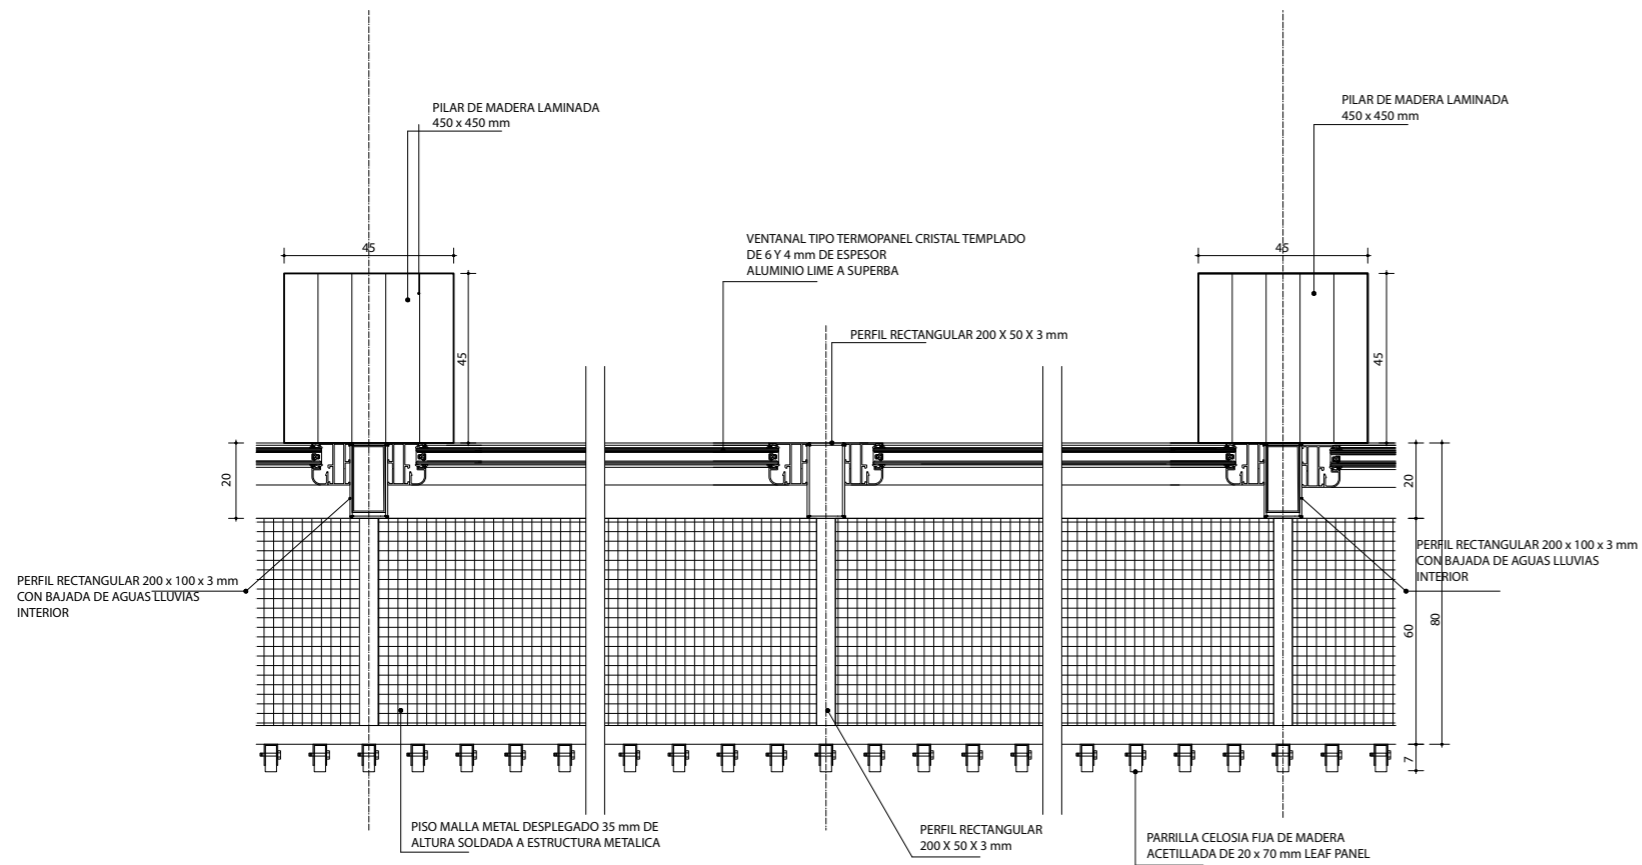 PILAR DE MADERA LAMINADA
450 x 450 mm
PILAR DE MADERA LAMINADA
450 x 450 mm
VENTANAL TIPO TERMOPANEL CRISTAL TEMPLADO
DE 6 Y 4 mm DE ESPESOR
ALUMINIO LIME A SUPERBA
45
45
PERFIL RECTANGULAR 200 X 50 X 3 mm
45
45
20
20
PERFIL RECTANGULAR 200 x 100 x 3 mm
CON BAJADA DE AGUAS LLUVIAS
INTERIOR
PERFIL RECTANGULAR 200 x 100 x 3 mm
CON BAJADA DE AGUAS LLUVIAS
INTERIOR
60
80
7
PISO MALLA METAL DESPLEGADO 35 mm DE
ALTURA SOLDADA A ESTRUCTURA METALICA
PERFIL RECTANGULAR
200 X 50 X 3 mm
PARRILLA CELOSIA FIJA DE MADERA
ACETILLADA DE 20 x 70 mm LEAF PANEL